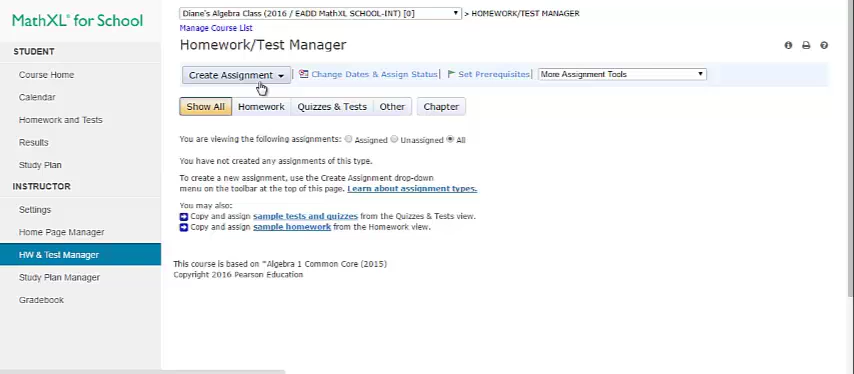 MathXL® for School
Diane's Algebra Class (2016 / EADD MathXL SCHOOL-INT) [0] > HOMEWORK/TEST MANAGER
Manage Course List
Homework/Test Manager
STUDENT
Course Home
Calendar
Homework and Tests
Results
Study Plan
INSTRUCTOR
Settings
Home Page Manager
HW & Test Manager
Study Plan Manager
Gradebook
Create Assignment | Change Dates & Assign Status | Set Prerequisites | More Assignment Tools
Show All Homework Quizzes & Tests Other Chapter
You are viewing the following assignments: Assigned Unassigned All
You have not created any assignments of this type.
To create a new assignment, use the Create Assignment drop-down
menu on the toolbar at the top of this page. Learn about assignment types.
You may also:
Copy and assign sample tests and quizzes from the Quizzes & Tests view.
Copy and assign sample homework from the Homework view.
This course is based on ~Algebra 1 Common Core (2015)
Copyright 2016 Pearson Education